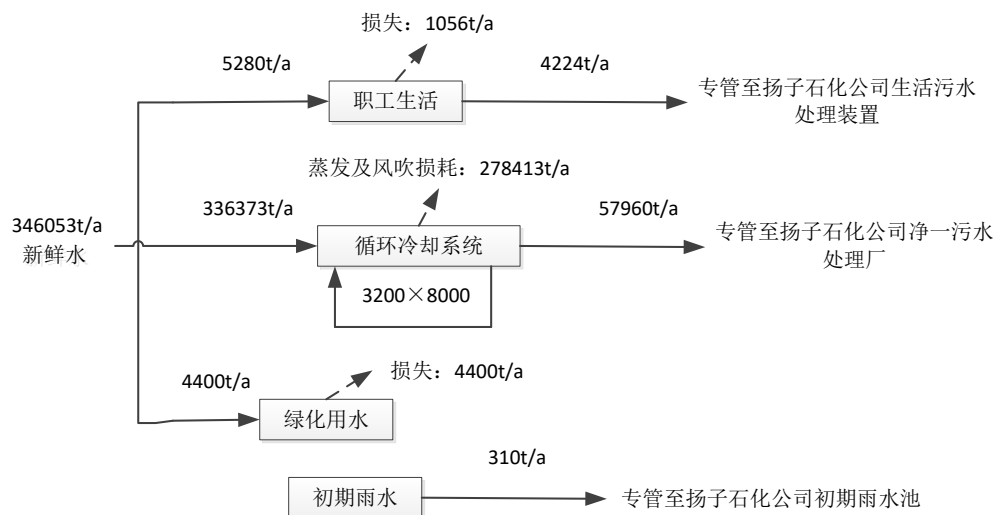 损失：1056t/a
5280t/a
4224t/a
职工生活
专管至扬子石化公司生活污水
处理装置
蒸发及风吹损耗：278413t/a
346053t/a
新鲜水
336373t/a
57960t/a
循环冷却系统
专管至扬子石化公司净一污水
处理厂
3200×8000
损失：4400t/a
4400t/a
绿化用水
310t/a
初期雨水
专管至扬子石化公司初期雨水池